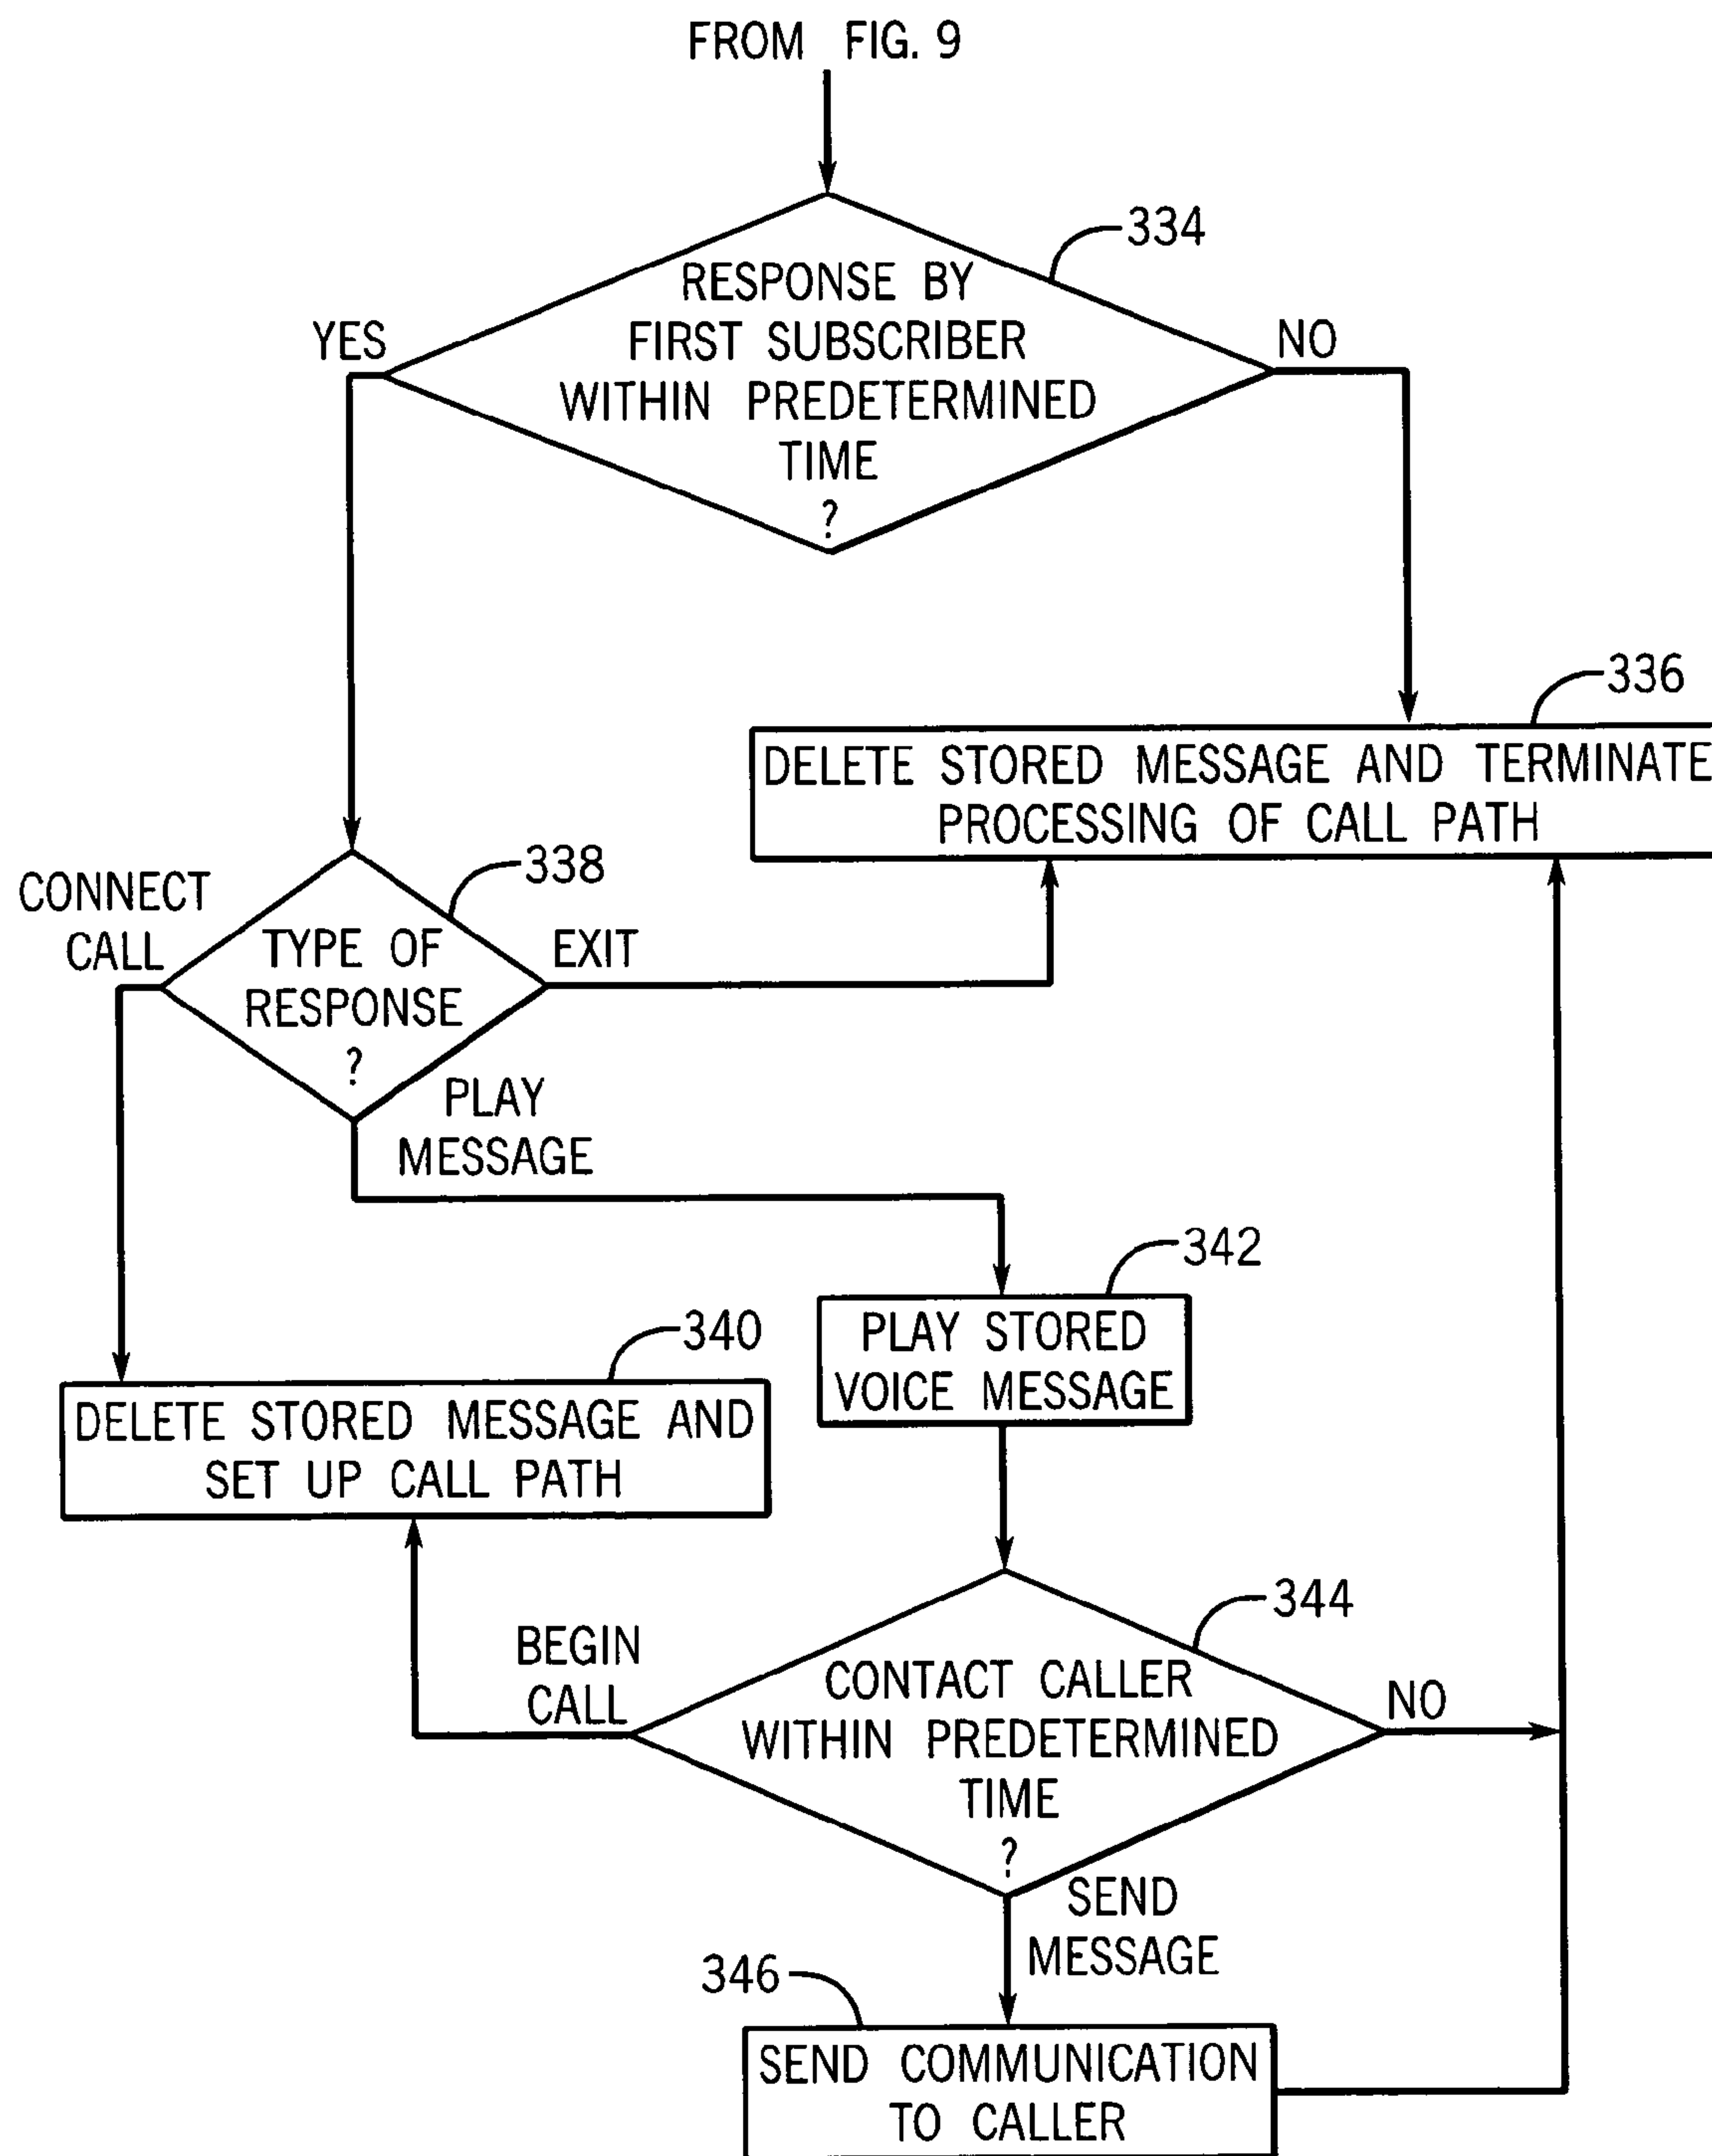 FROM FIG. 9
334
RESPONSE BY
FIRST SUBSCRIBER
WITHIN PREDETERMINED
TIME
?
YES
NO
336
DELETE STORED MESSAGE AND TERMINATE
PROCESSING OF CALL PATH
338
CONNECT
CALL
TYPE OF
RESPONSE
?
EXIT
PLAY
MESSAGE
342
PLAY STORED
VOICE MESSAGE
340
DELETE STORED MESSAGE AND
SET UP CALL PATH
344
BEGIN
CALL
CONTACT CALLER
WITHIN PREDETERMINED
TIME
?
NO
SEND
MESSAGE
346
SEND COMMUNICATION
TO CALLER